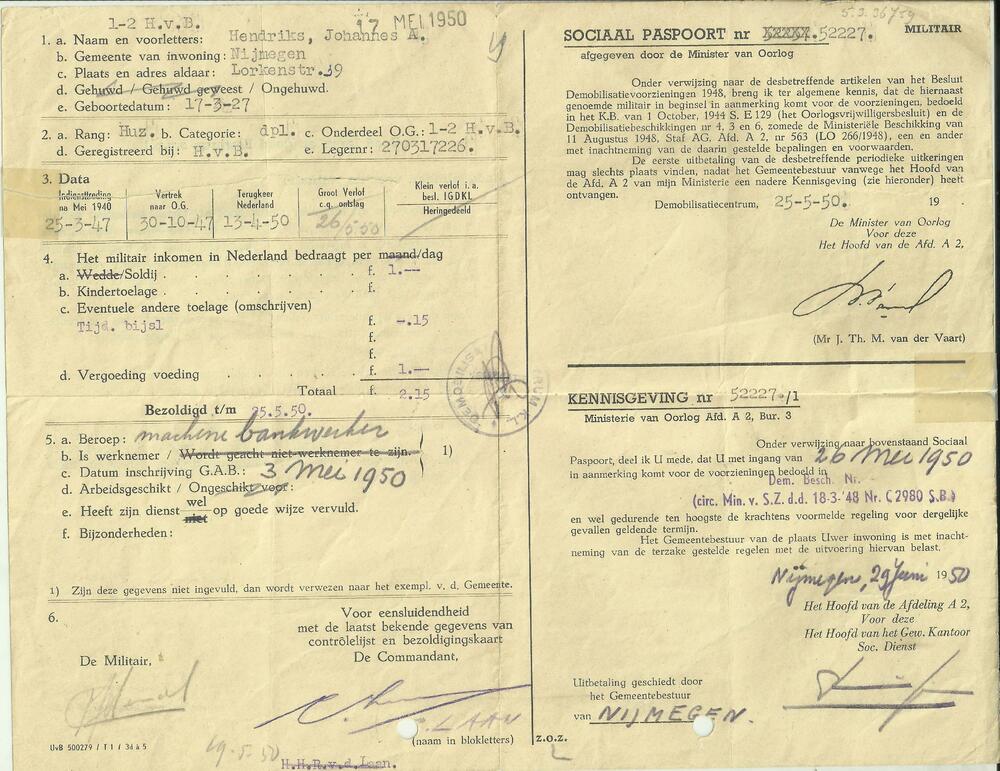 1-2 H.v.B.
17 MEI 1950
1. a. Naam en voorletters: Hendriks, Johannes A.
b. Gemeente van inwoning: Nijmegen
c. Plaats en adres aldaar: Lorkenstr. 39
d. Gehuwd / Gehuwd geweest / Ongehuwd.
e. Geboortedatum: 17-3-27
2. a. Rang: Huz. b. Categorie: dpl. c. Onderdeel O.G.: 1-2 H.v.B.
d. Geregistreerd bij: H.v.B. e. Legernr: 270317226.
3. Data
Indiensttreding na Mei 1940
25-3-47
Vertrek naar O.G.
30-10-47
Terugkeer Nederland
13-4-50
Groot Verlof c.q. ontslag
26/5-50
Klein verlof i.a. besl. IGDKL
Heringedeeld
4. Het militair inkomen in Nederland bedraagt per maand/dag
a. Wedde/Soldij . . . . . . f. 1.--
b. Kindertoelage . . . . . . f.
c. Eventuele andere toelage (omschrijven)
Tijd. bijsl f. -.15
f.
f.
d. Vergoeding voeding . . . . f. 1.--
Totaal f. 2.15
Bezoldigd t/m 25.5.50.
5. a. Beroep: machine bankwerker
b. Is werknemer / Wordt geacht niet-werknemer te zijn. 1)
c. Datum inschrijving G.A.B.: 3 Mei 1950
d. Arbeidsgeschikt / Ongeschikt voor:
e. Heeft zijn dienst wel niet op goede wijze vervuld.
f. Bijzonderheden:
1) Zijn deze gegevens niet ingevuld, dan wordt verwezen naar het exempl. v. d. Gemeente.
6.
Voor eensluidendheid
met de laatst bekende gegevens van
contrôlelijst en bezoldigingskaart
De Militair, De Commandant,
v.d. LAAN
(naam in blokletters)
UvB 500279 / T 1 / 34 à 5
19-5-50
H.H.R.v.d.Laan.
5.3.36759
SOCIAAL PASPOORT nr 52227. MILITAIR
afgegeven door de Minister van Oorlog
Onder verwijzing naar de desbetreffende artikelen van het Besluit
Demobilisatievoorzieningen 1948, breng ik ter algemene kennis, dat de hiernaast
genoemde militair in beginsel in aanmerking komt voor de voorzieningen, bedoeld
in het K.B. van 1 October, 1944 S. E 129 (het Oorlogsvrijwilligersbesluit) en de
Demobilisatiebeschikkingen nr 4, 3 en 6, zomede de Ministeriële Beschikking van
11 Augustus 1948, Staf AG. Afd. A 2, nr 563 (LO 266/1948), een en ander
met inachtneming van de daarin gestelde bepalingen en voorwaarden.
De eerste uitbetaling van de desbetreffende periodieke uitkeringen
mag slechts plaats vinden, nadat het Gemeentebestuur vanwege het Hoofd van
de Afd. A 2 van mijn Ministerie een nadere Kennisgeving (zie hieronder) heeft
ontvangen.
Demobilisatiecentrum, 25-5-50. 19 .
De Minister van Oorlog
Voor deze
Het Hoofd van de Afd. A 2,
(Mr J. Th. M. van der Vaart)
KENNISGEVING nr 52227./1
Ministerie van Oorlog Afd. A 2, Bur. 3
Onder verwijzing naar bovenstaand Sociaal
Paspoort, deel ik U mede, dat U met ingang van 26 Mei 1950
in aanmerking komt voor de voorzieningen bedoeld in
Dem. Besch. Nr. -
(circ. Min. v. S.Z. d.d. 18-3-'48 Nr. C 2980 S.B.)
en wel gedurende ten hoogste de krachtens voormelde regeling voor dergelijke
gevallen geldende termijn.
Het Gemeentebestuur van de plaats Uwer inwoning is met inacht-
neming van de terzake gestelde regelen met de uitvoering hiervan belast.
Nijmegen, 29 Juni 1950
Het Hoofd van de Afdeling A 2,
Voor deze
Het Hoofd van het Gew. Kantoor
Soc. Dienst
Uitbetaling geschiedt door
het Gemeentebestuur
van NIJMEGEN.
z.o.z.